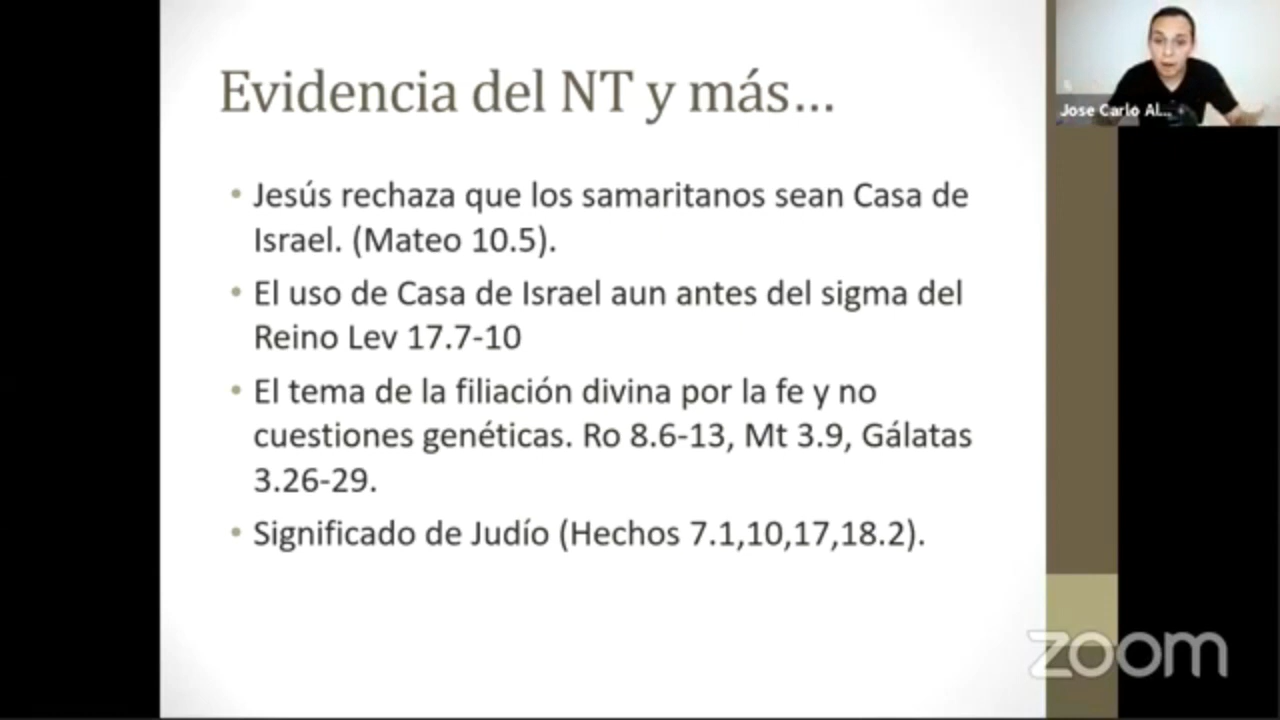 Evidencia del NT y más...
• Jesús rechaza que los samaritanos sean Casa de
Israel. (Mateo 10.5).
• El uso de Casa de Israel aun antes del sigma del
Reino Lev 17.7-10
• El tema de la filiación divina por la fe y no
cuestiones genéticas. Ro 8.6-13, Mt 3.9, Gálatas
3.26-29.
• Significado de Judío (Hechos 7.1,10,17,18.2).
Jose Carlo Al...
zoom